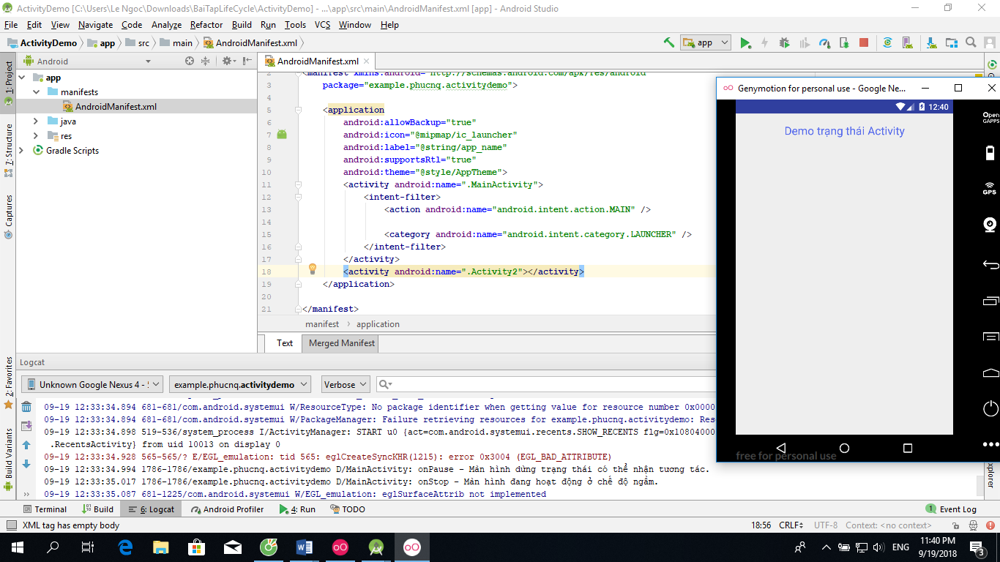 ActivityDemo [C:\Users\Le Ngoc\Downloads\BaiTapLifeCycle\ActivityDemo] - ...\app\src\main\AndroidManifest.xml [app] - Android Studio
File Edit View Navigate Code Analyze Refactor Build Run Tools VCS Window Help
ActivityDemo app src main AndroidManifest.xml
app
Android
AndroidManifest.xml
1: Project
7: Structure
Captures
2: Favorites
Build Variants
app
manifests
AndroidManifest.xml
java
res
Gradle Scripts
2 <manifest xmlns:android="http://schemas.android.com/apk/res/android"
3 package="example.phucnq.activitydemo">
4
5 <application
6 android:allowBackup="true"
7 android:icon="@mipmap/ic_launcher"
8 android:label="@string/app_name"
9 android:supportsRtl="true"
10 android:theme="@style/AppTheme">
11 <activity android:name=".MainActivity">
12 <intent-filter>
13 <action android:name="android.intent.action.MAIN" />
14
15 <category android:name="android.intent.category.LAUNCHER" />
16 </intent-filter>
17 </activity>
18 <activity android:name=".Activity2"></activity>
19 </application>
20
21 </manifest>
manifest application
Text Merged Manifest
Genymotion for personal use - Google Ne...
12:40
Demo trạng thái Activity
Open
GAPPS
GPS
free for personal use
Logcat
Unknown Google Nexus 4 - example.phucnq.activitydemo Verbose
09-19 12:33:34.894 681-681/com.android.systemui W/ResourceType: No package identifier when getting value for resource number 0x0000
09-19 12:33:34.894 681-681/com.android.systemui W/PackageManager: Failure retrieving resources for example.phucnq.activitydemo: Res
09-19 12:33:34.898 519-536/system_process I/ActivityManager: START u0 {act=com.android.systemui.recents.SHOW_RECENTS flg=0x10804000
.RecentsActivity} from uid 10013 on display 0
09-19 12:33:34.928 565-565/? E/EGL_emulation: tid 565: eglCreateSyncKHR(1215): error 0x3004 (EGL_BAD_ATTRIBUTE)
09-19 12:33:34.994 1786-1786/example.phucnq.activitydemo D/MainActivity: onPause - Màn hình dừng trạng thái có thể nhận tương tác.
09-19 12:33:35.017 1786-1786/example.phucnq.activitydemo D/MainActivity: onStop - Màn hình đang hoạt động ở chế độ ngầm.
09-19 12:33:35.087 681-1225/com.android.systemui W/EGL_emulation: eglSurfaceAttrib not implemented
Terminal Build 6: Logcat Android Profiler 4: Run TODO 1 Event Log
XML tag has empty body 18:56 CRLF UTF-8 Context: <no context>
ENG 11:40 PM
9/19/2018 3